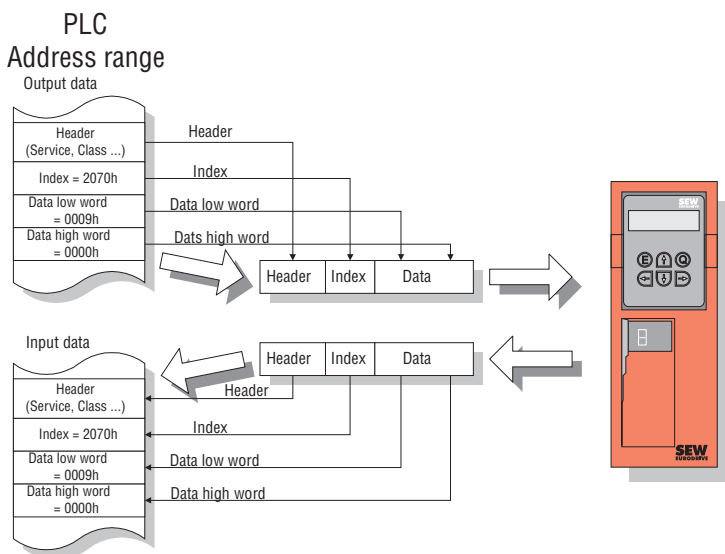 PLC
Address range
Output data
Header
(Service, Class ...)
Index = 2070h
Data low word
= 0009h
Data high word
= 0000h
Header
Index
Data low word
Dats high word
Header Index Data
SEW
EURODRIVE
E Q
Input data
Header Index Data
Header
(Service, Class ...)
Index = 2070h
Data low word
= 0009h
Data high word
= 0000h
Header
Index
Data low word
Data high word
SEW
EURODRIVE